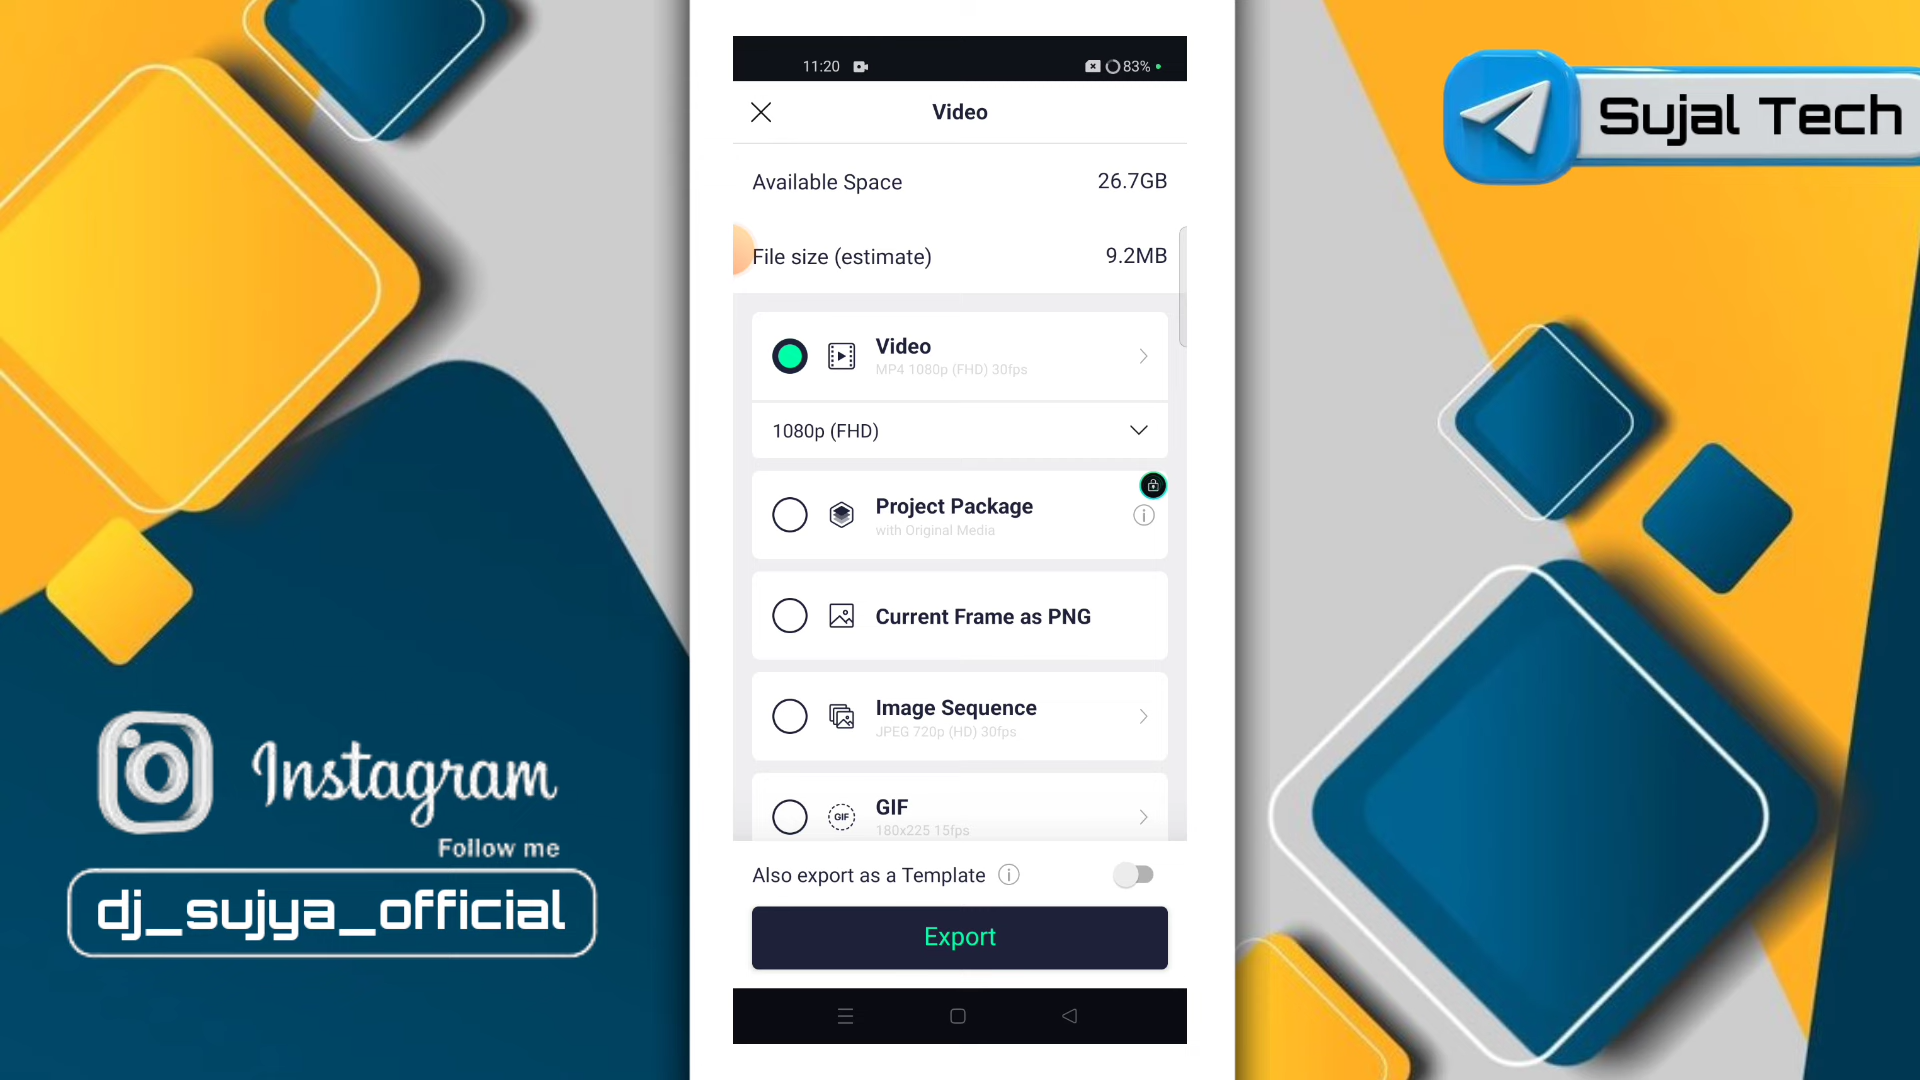 11:20
83%
Video
Available Space 26.7GB
File size (estimate) 9.2MB
Video
MP4 1080p (FHD) 30fps
1080p (FHD)
Project Package
with Original Media
Current Frame as PNG
Image Sequence
JPEG 720p (HD) 30fps
GIF
GIF
180x225 15fps
Also export as a Template
Export
Sujal Tech
Instagram
Follow me
dj_sujya_official